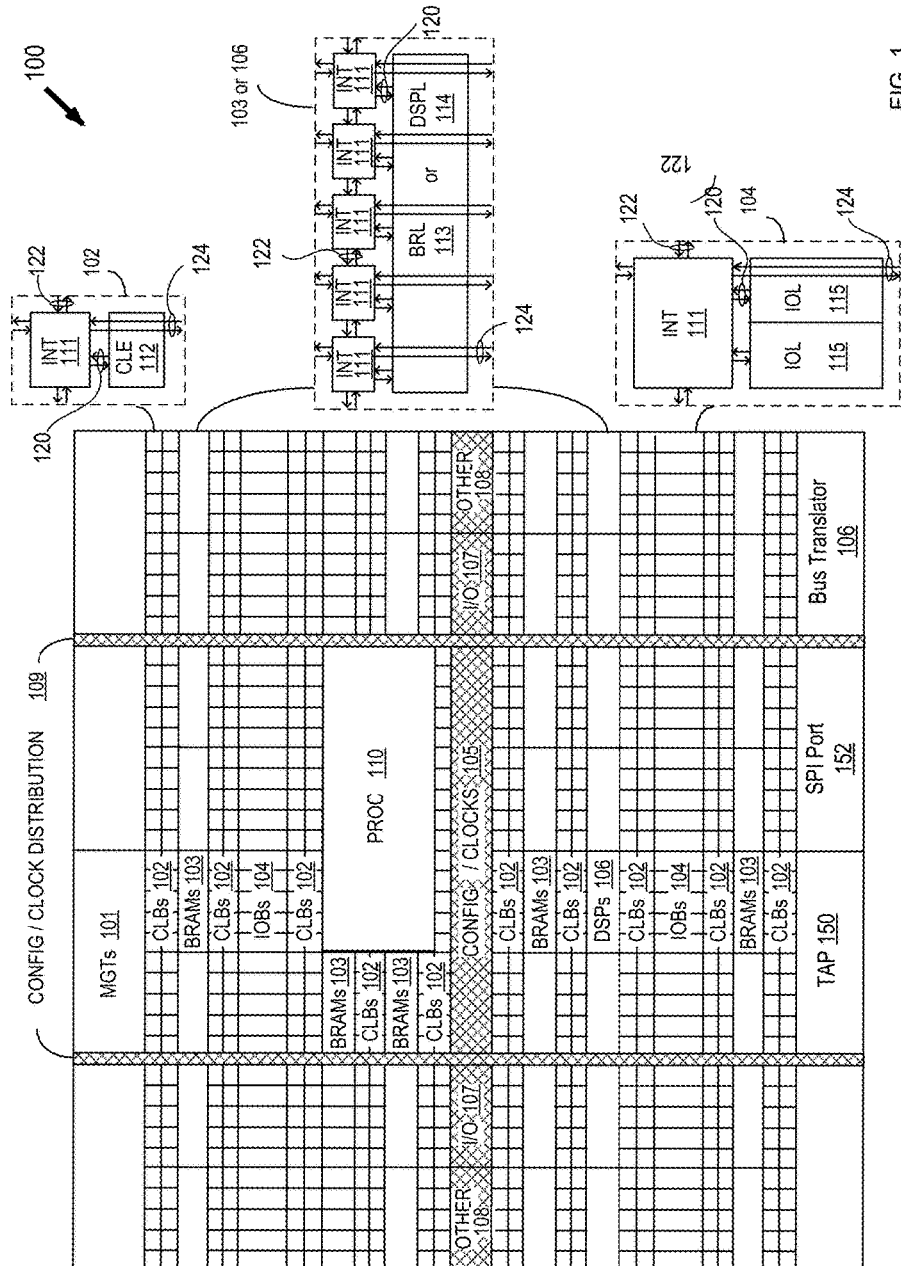 100
CONFIG / CLOCK DISTRIBUTION 109
MGTs 101
CLBs 102
BRAMs 103
CLBs 102
IOBs 104
CLBs 102
BRAMs 103
CLBs 102
BRAMs 103
CLBs 102
PROC 110
OTHER 108
I/O 107
CONFIG / CLOCKS 105
I/O 107
OTHER 108
CLBs 102
BRAMs 103
CLBs 102
DSPs 106
CLBs 102
IOBs 104
CLBs 102
BRAMs 103
CLBs 102
TAP 150
SPI Port 152
Bus Translator 106
120
122
102
INT 111
CLE 112
124
103 or 106
120
122
INT 111
INT 111
INT 111
INT 111
INT 111
BRL 113
or
DSPL 114
124
122
122
120
104
INT 111
IOL 115
IOL 115
124
FIG. 1